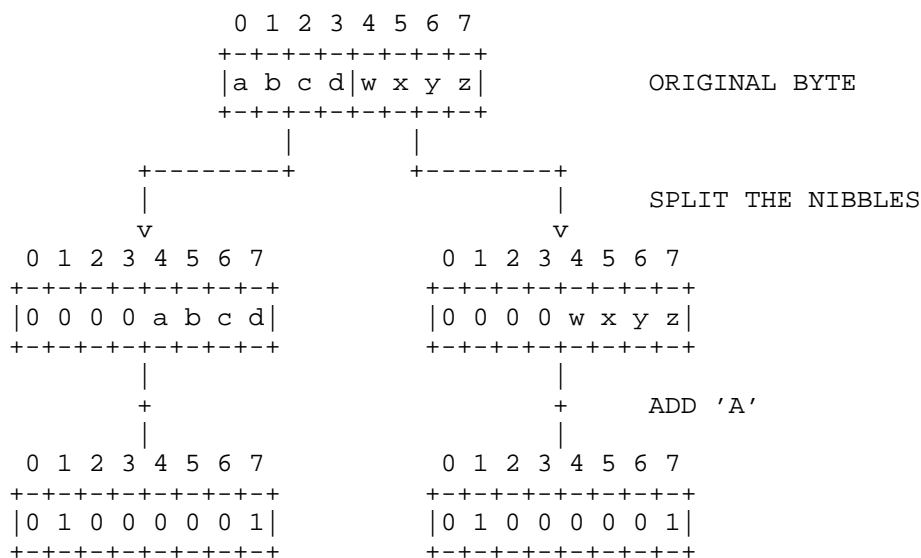 0 1 2 3 4 5 6 7
+-+-+-+-+-+-+-+-+
|a b c d|w x y z| ORIGINAL BYTE
+-+-+-+-+-+-+-+-+
| |
+--------+ +--------+
| | SPLIT THE NIBBLES
v v
0 1 2 3 4 5 6 7 0 1 2 3 4 5 6 7
+-+-+-+-+-+-+-+-+ +-+-+-+-+-+-+-+-+
|0 0 0 0 a b c d| |0 0 0 0 w x y z|
+-+-+-+-+-+-+-+-+ +-+-+-+-+-+-+-+-+
| |
+ + ADD ’A’
| |
0 1 2 3 4 5 6 7 0 1 2 3 4 5 6 7
+-+-+-+-+-+-+-+-+ +-+-+-+-+-+-+-+-+
|0 1 0 0 0 0 0 1| |0 1 0 0 0 0 0 1|
+-+-+-+-+-+-+-+-+ +-+-+-+-+-+-+-+-+